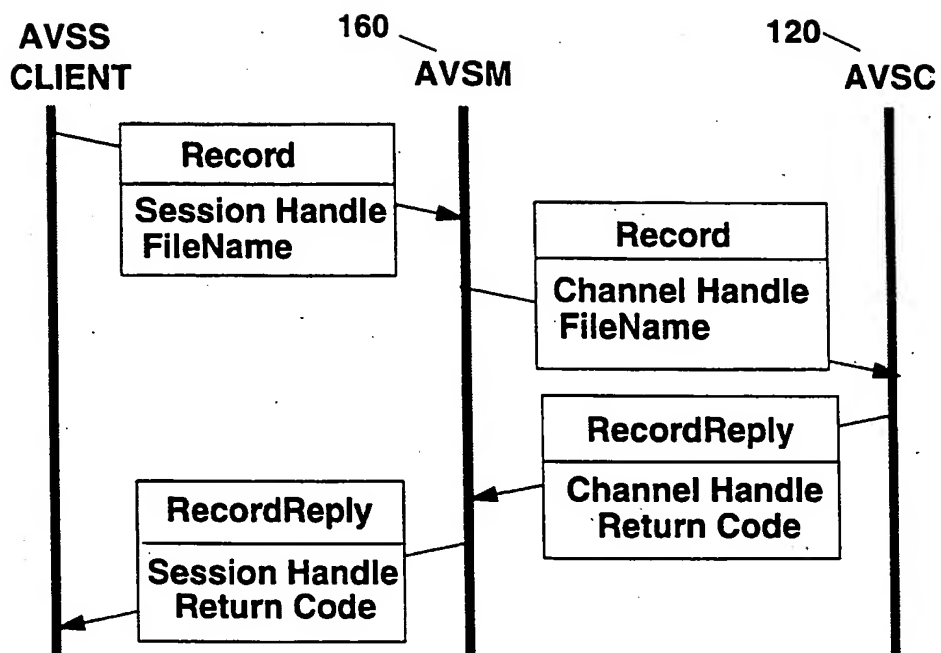 AVSS
CLIENT
160
AVSM
120
AVSC
Record
Session Handle
FileName
Record
Channel Handle
FileName
RecordReply
Channel Handle
Return Code
RecordReply
Session Handle
Return Code